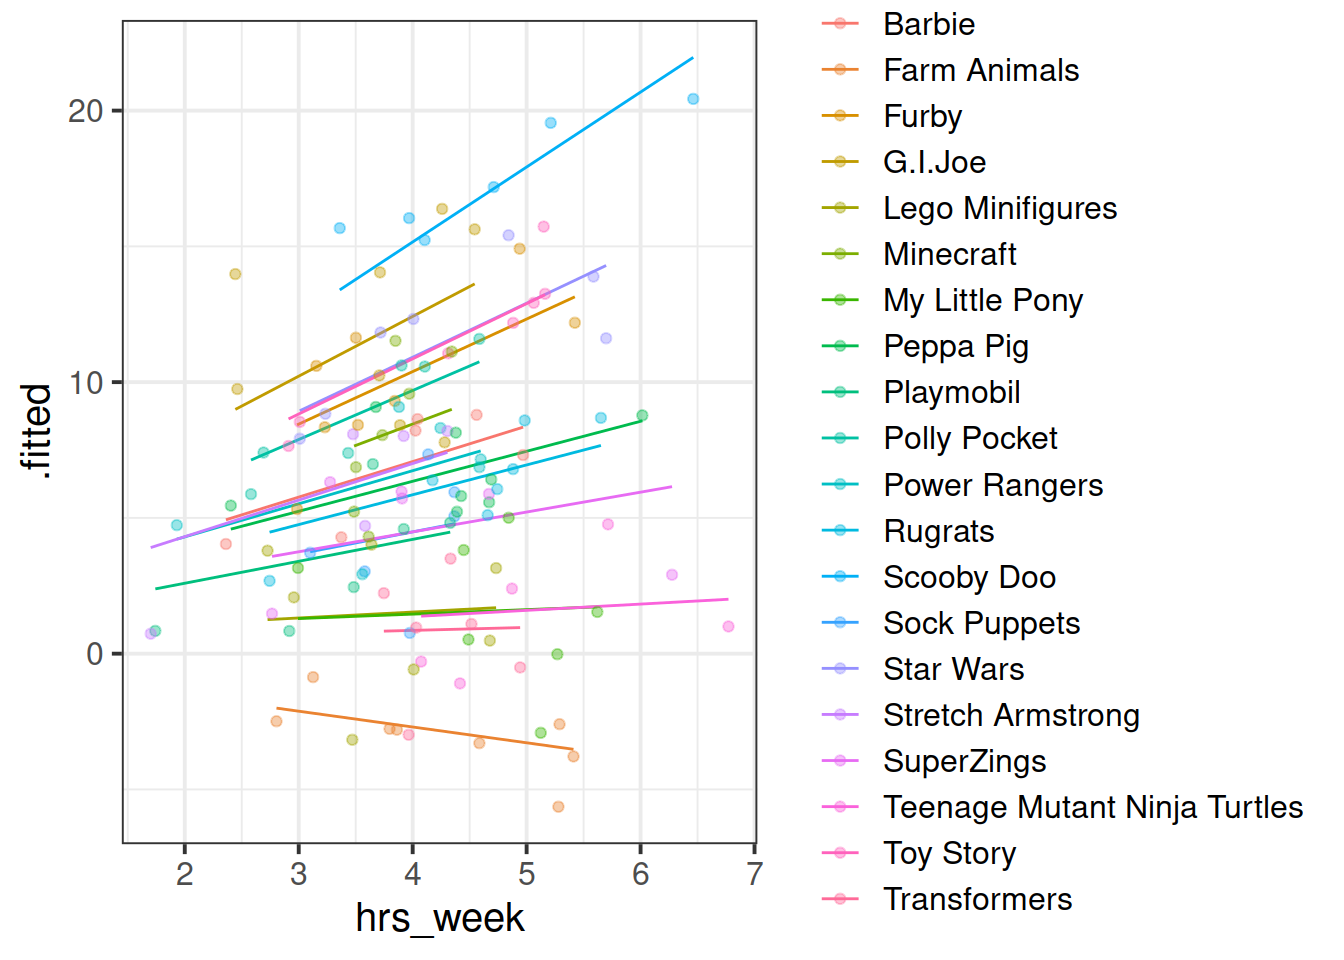 Barbie
Farm Animals
Furby
G.I.Joe
Lego Minifigures
Minecraft
My Little Pony
Peppa Pig
Playmobil
Polly Pocket
Power Rangers
Rugrats
Scooby Doo
Sock Puppets
Star Wars
Stretch Armstrong
SuperZings
Teenage Mutant Ninja Turtles
Toy Story
Transformers
20
10
0
.fitted
2 3 4 5 6 7
hrs_week